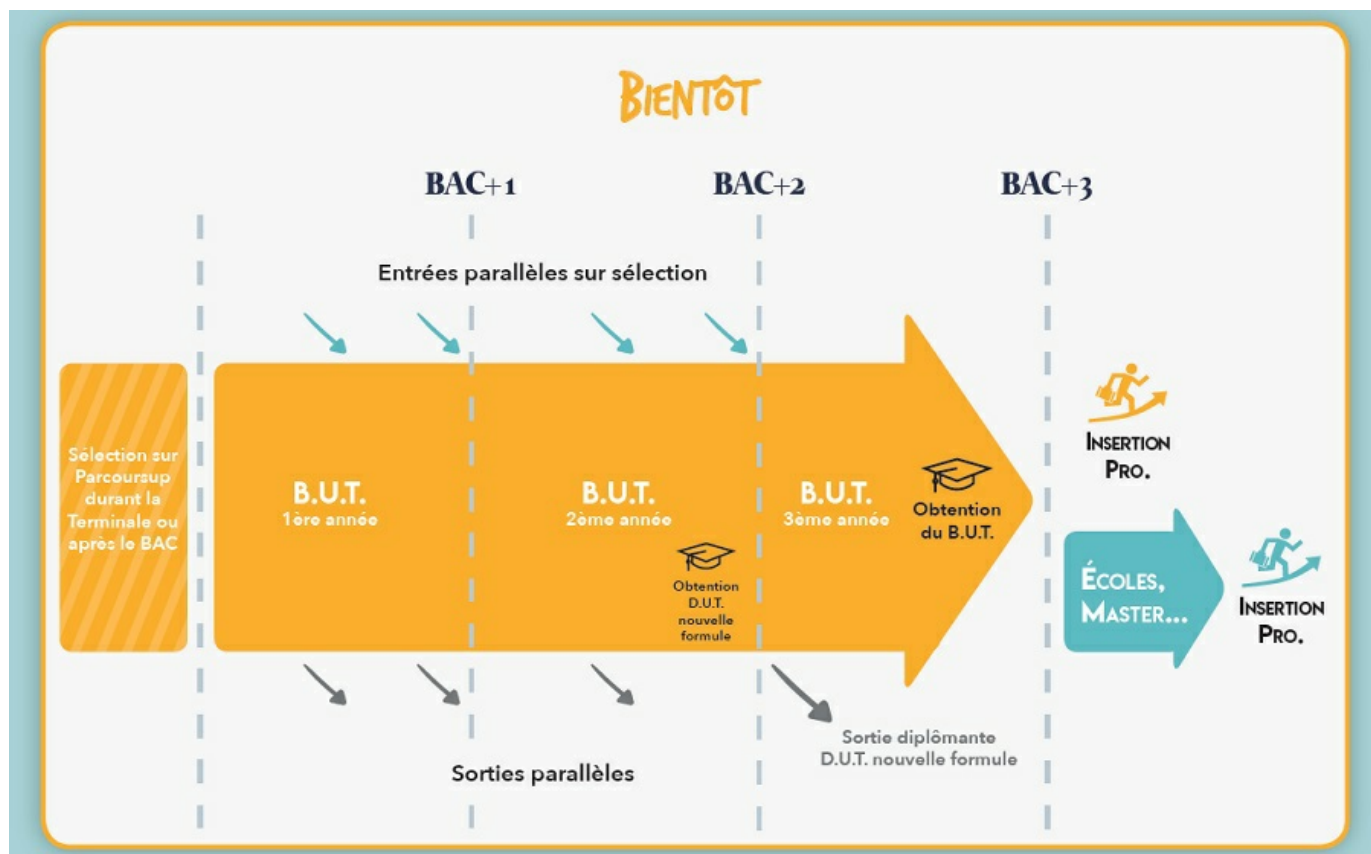 BIENTÔT
BAC+1
BAC+2
BAC+3
Entrées parallèles sur sélection
Sélection sur
Parcoursup
durant la
Terminale ou
après le BAC
B.U.T.
1ère année
B.U.T.
2ème année
Obtention
D.U.T.
nouvelle
formule
B.U.T.
3ème année
Obtention
du B.U.T.
INSERTION
PRO.
ÉCOLES,
MASTER...
INSERTION
PRO.
Sorties parallèles
Sortie diplômante
D.U.T. nouvelle formule